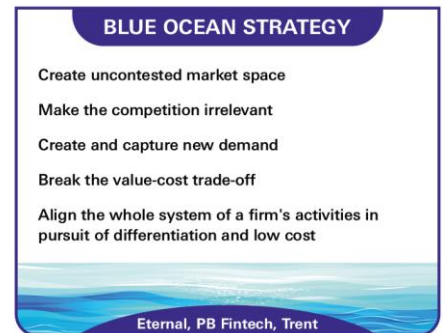 BLUE OCEAN STRATEGY
Create uncontested market space
Make the competition irrelevant
Create and capture new demand
Break the value-cost trade-off
Align the whole system of a firm's activities in
pursuit of differentiation and low cost
Eternal, PB Fintech, Trent